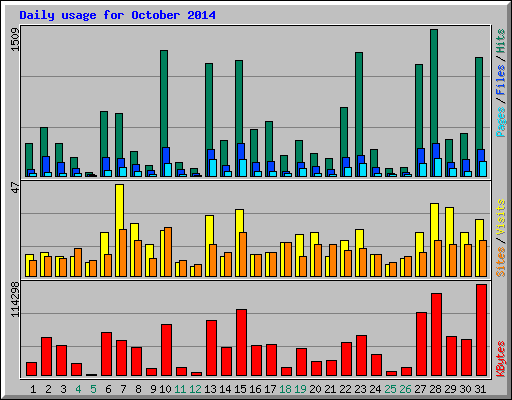 Daily usage for October 2014
1509
Pages / Files / Hits
47
Sites / Visits
114298
KBytes
1 2 3 4 5 6 7 8 9 10 11 12 13 14 15 16 17 18 19 20 21 22 23 24 25 26 27 28 29 30 31